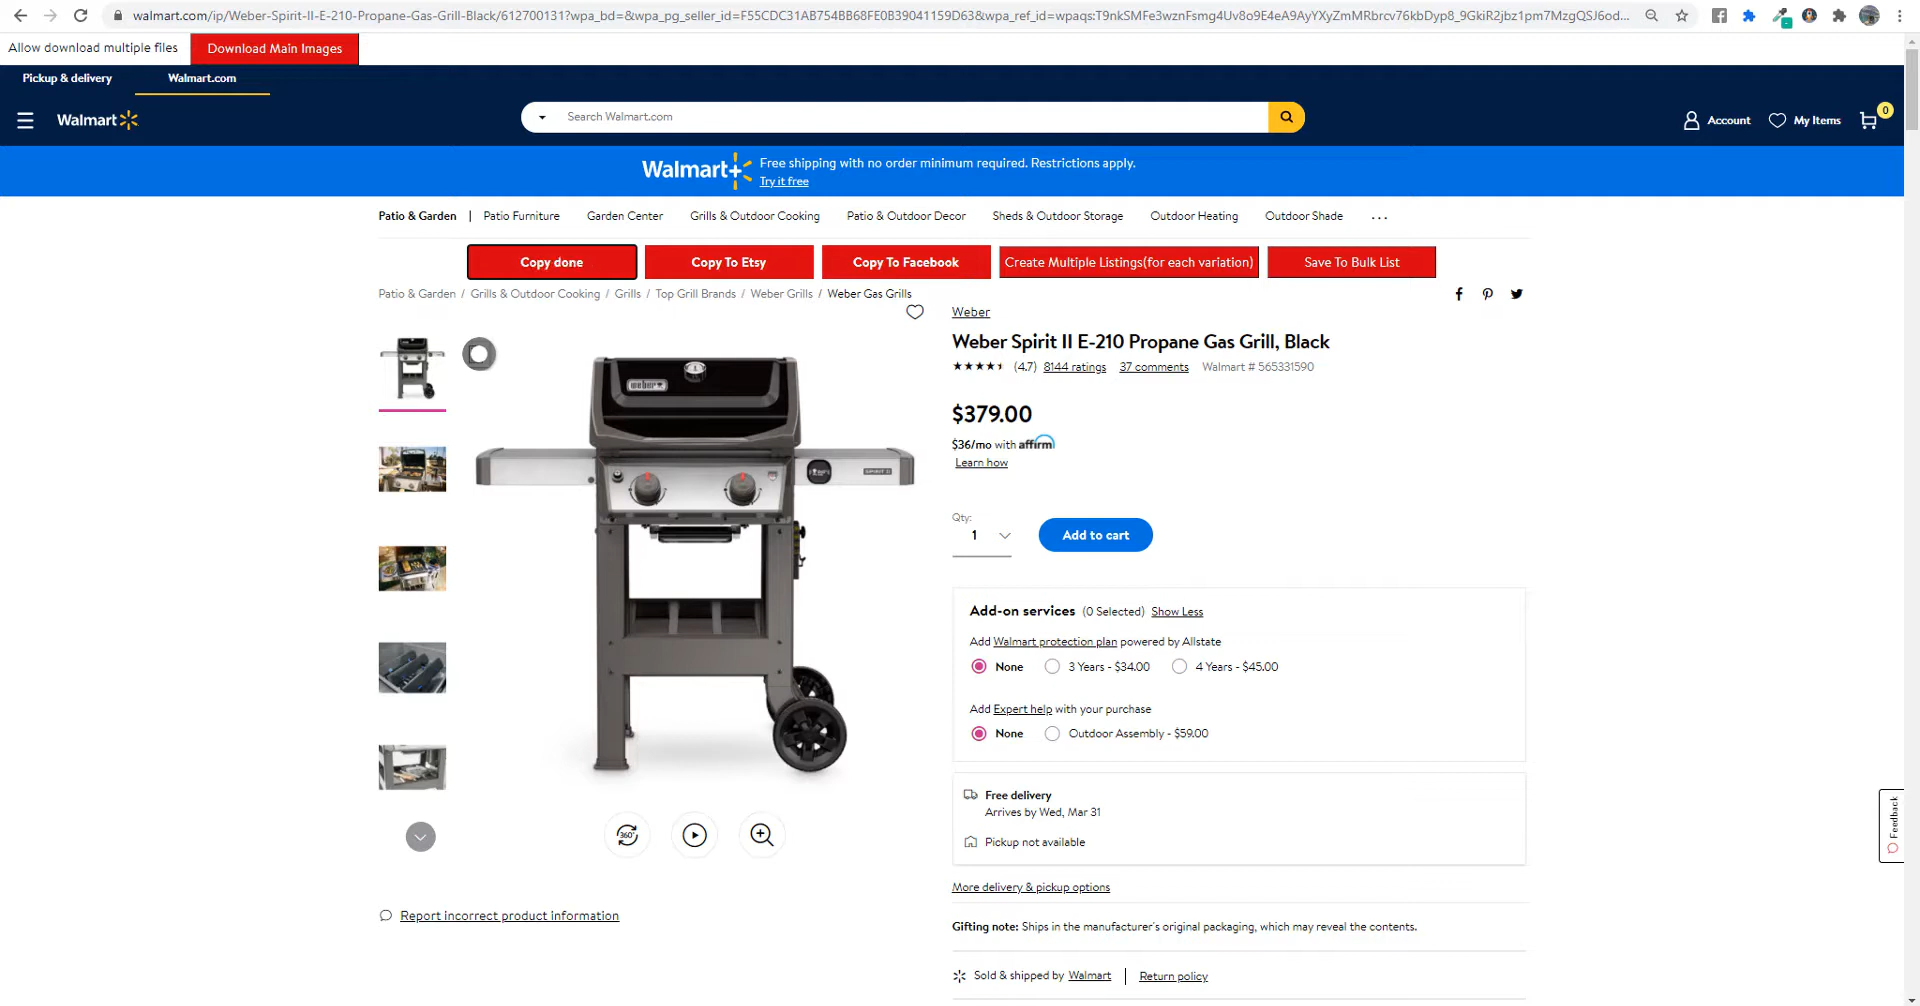 walmart.com/ip/Weber-Spirit-II-E-210-Propane-Gas-Grill-Black/612700131?wpa_bd=&wpa_pg_seller_id=F55CDC31AB754BB68FE0B39041159D63&wpa_ref_id=wpaqs:T9nkSMFe3wznFsmg4Uv8o9E4eA9AyYXyZmMRbrcv76kbDyp8_9GkiR2jbz1pm7MzgQSJ6od...
Allow download multiple files
Download Main Images
Pickup & delivery
Walmart.com
Walmart
Search Walmart.com
Account
My Items
0
Walmart+
Free shipping with no order minimum required. Restrictions apply.
Try it free
Patio & Garden | Patio Furniture Garden Center Grills & Outdoor Cooking Patio & Outdoor Decor Sheds & Outdoor Storage Outdoor Heating Outdoor Shade ...
Copy done
Copy To Etsy
Copy To Facebook
Create Multiple Listings(for each variation)
Save To Bulk List
Patio & Garden / Grills & Outdoor Cooking / Grills / Top Grill Brands / Weber Grills / Weber Gas Grills
Weber
Weber Spirit II E-210 Propane Gas Grill, Black
(4.7) 8144 ratings 37 comments Walmart # 565331590
$379.00
$36/mo with affirm
Learn how
Qty:
1
Add to cart
weber
SPIRIT II
Add-on services (0 Selected) Show Less
Add Walmart protection plan powered by Allstate
None 3 Years - $34.00 4 Years - $45.00
Add Expert help with your purchase
None Outdoor Assembly - $59.00
Free delivery
Arrives by Wed, Mar 31
Pickup not available
360°
More delivery & pickup options
Report incorrect product information
Gifting note: Ships in the manufacturer's original packaging, which may reveal the contents.
Sold & shipped by Walmart | Return policy
Feedback